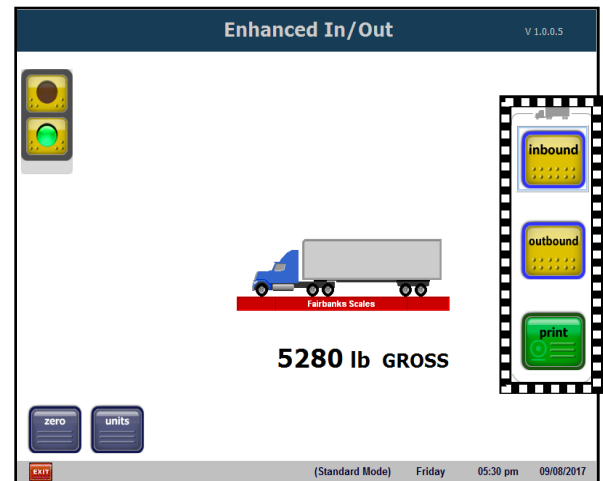 Enhanced In/Out
V 1.0.0.5
inbound
outbound
Fairbanks Scales
print
5280 lb GROSS
zero
units
EXIT
(Standard Mode) Friday 05:30 pm 09/08/2017